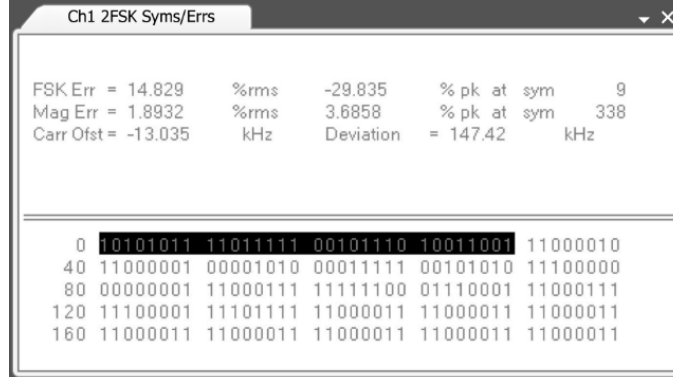 Ch1 2FSK Syms/Errs
FSK Err = 14.829 %rms -29.835 % pk at sym 9
Mag Err = 1.8932 %rms 3.6858 % pk at sym 338
Carr Ofst = -13.035 kHz Deviation = 147.42 kHz
0 10101011 11011111 00101110 10011001 11000010
40 11000001 00001010 00011111 00101010 11100000
80 00000001 11000111 11111100 01110001 11000111
120 11100001 11101111 11000011 11000011 11000011
160 11000011 11000011 11000011 11000011 11000011